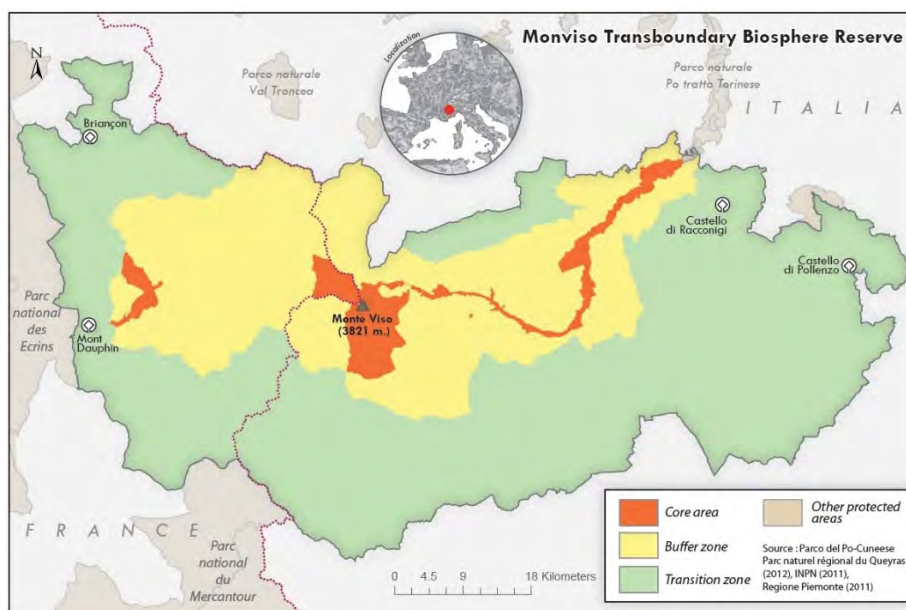 Monviso Transboundary Biosphere Reserve
N
Localization
Parco naturale
Val Troncea
Parco naturale
Po tratto Torinese
I T A L I A
Briançon
Castello
di Racconigi
Castello
di Pollenzo
Parc
national
des
Ecrins
Mont
Dauphin
Monte Viso
(3821 m.)
F R A N C E
Parc
national
du
Mercantour
0 4.5 9 18 Kilometers
Core area
Buffer zone
Transition zone
Other protected
areas
Source : Parco del Po-Cuneese
Parc naturel régional du Queyras
(2012), INPN (2011),
Regione Piemonte (2011)